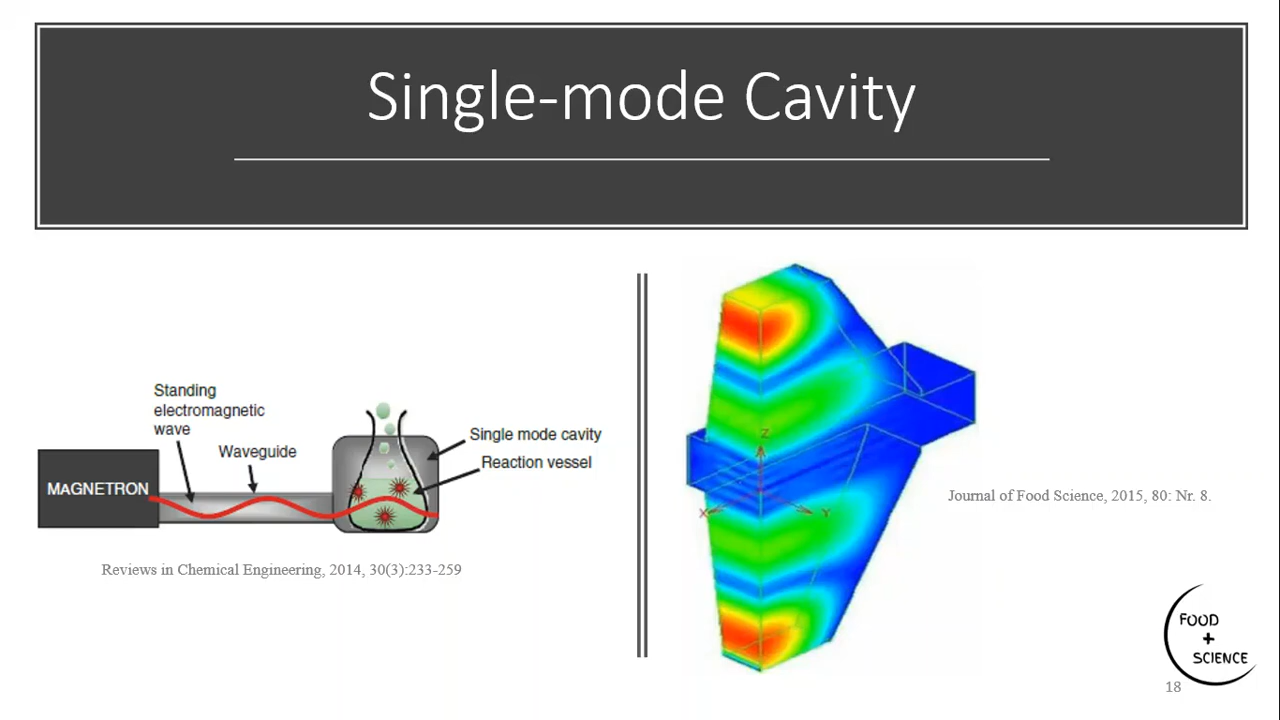 Single-mode Cavity
Standing
electromagnetic
wave
Waveguide
MAGNETRON
Single mode cavity
Reaction vessel
Reviews in Chemical Engineering, 2014, 30(3):233-259
Z
X
Y
Journal of Food Science, 2015, 80: Nr. 8.
FOOD
+
SCIENCE
18